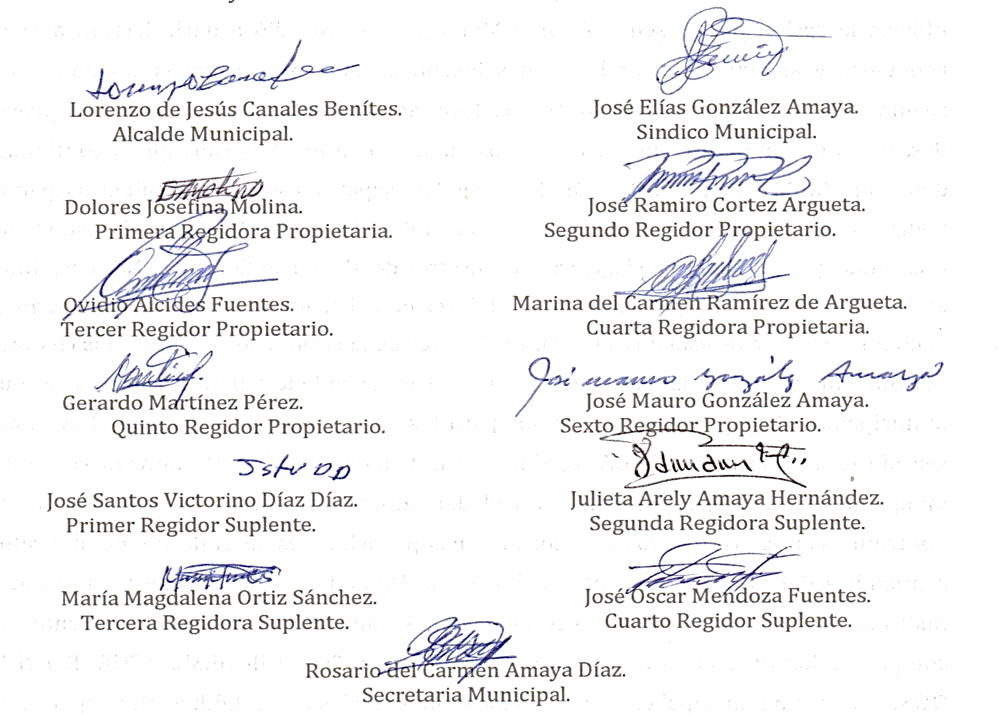 Lorenzo Canales
Lorenzo de Jesús Canales Benítes.
Alcalde Municipal.
José Elías González Amaya.
Sindico Municipal.
DMolina
Dolores Josefina Molina.
Primera Regidora Propietaria.
José Ramiro Cortez Argueta.
Segundo Regidor Propietario.
Ovidio Alcides Fuentes.
Tercer Regidor Propietario.
Marina del Carmen Ramírez de Argueta.
Cuarta Regidora Propietaria.
Gerardo Martínez Pérez.
Quinto Regidor Propietario.
José mauro González Amaya
José Mauro González Amaya.
Sexto Regidor Propietario.
José Santos Victorino Díaz Díaz.
Primer Regidor Suplente.
Julieta Arely Amaya Hernández.
Segunda Regidora Suplente.
María Magdalena Ortiz Sánchez.
Tercera Regidora Suplente.
José Oscar Mendoza Fuentes.
Cuarto Regidor Suplente.
Rosario del Carmen Amaya Díaz.
Secretaria Municipal.